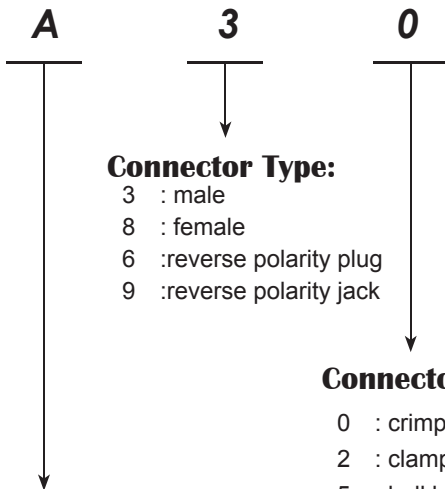 A 3 0
Connector Type:
3 : male
8 : female
6 :reverse polarity plug
9 :reverse polarity jack
0 : crimp
2 : clamp